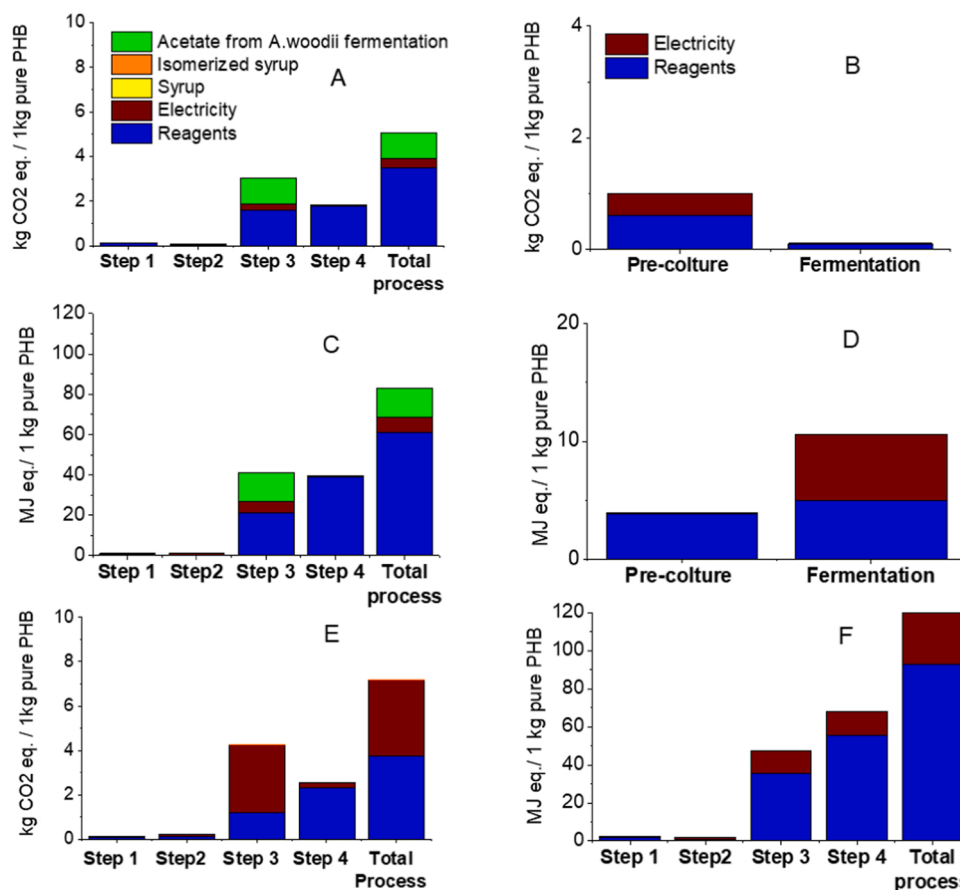 kg CO2 eq. / 1kg pure PHB
10
8
6
4
2
0
Acetate from A.woodii fermentation
Isomerized syrup
Syrup
Electricity
Reagents
A
Step 1 Step2 Step 3 Step 4 Total
process
kg CO2 eq. / 1kg pure PHB
4
2
0
Electricity
Reagents
B
Pre-colture Fermentation
MJ eq./ 1 kg pure PHB
120
100
80
60
40
20
0
C
Step 1 Step2 Step 3 Step 4 Total
process
MJ eq./ 1 kg pure PHB
20
10
0
D
Pre-colture Fermentation
kg CO2 eq. / 1kg pure PHB
10
8
6
4
2
0
E
Step 1 Step2 Step 3 Step 4 Total
Process
MJ eq./ 1 kg pure PHB
120
100
80
60
40
20
0
F
Step 1 Step2 Step 3 Step 4 Total
process